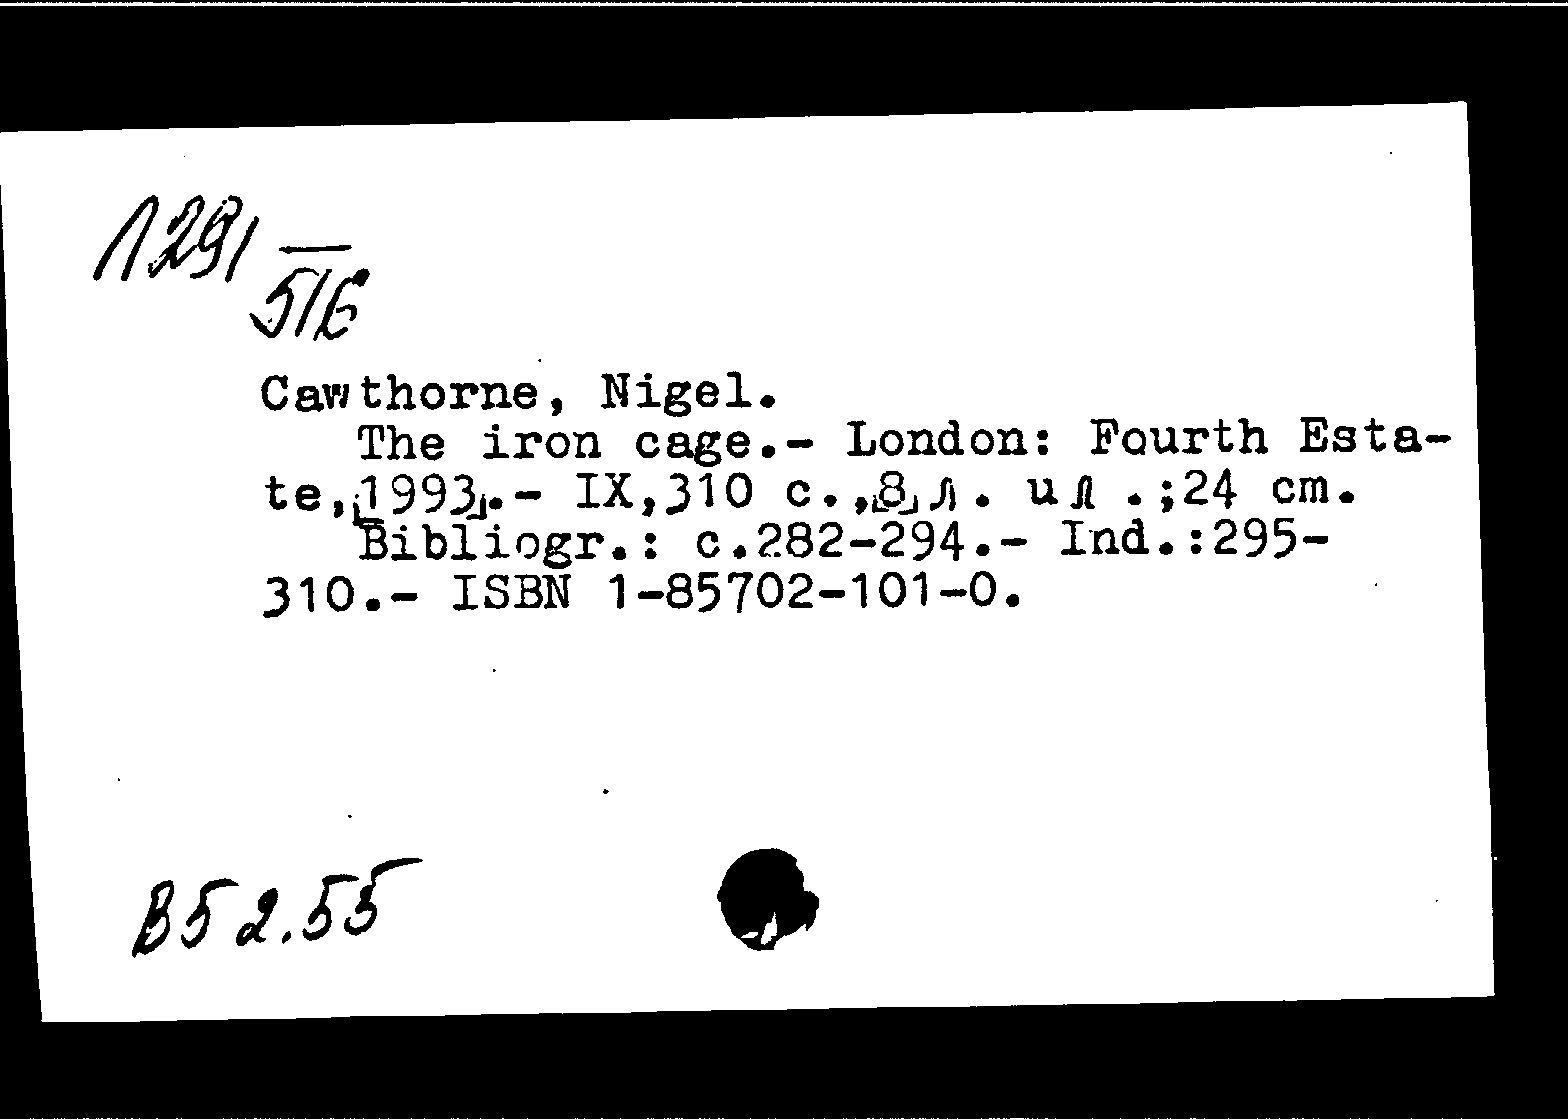 Л291
516
Cawthorne, Nigel.
The iron cage.- London: Fourth Esta-
te,[1993].- IX,310 с.,[8]л. ил.;24 cm.
Bibliogr.: c.282-294.- Ind.:295-
310.- ISBN 1-85702-101-0.
B52.55